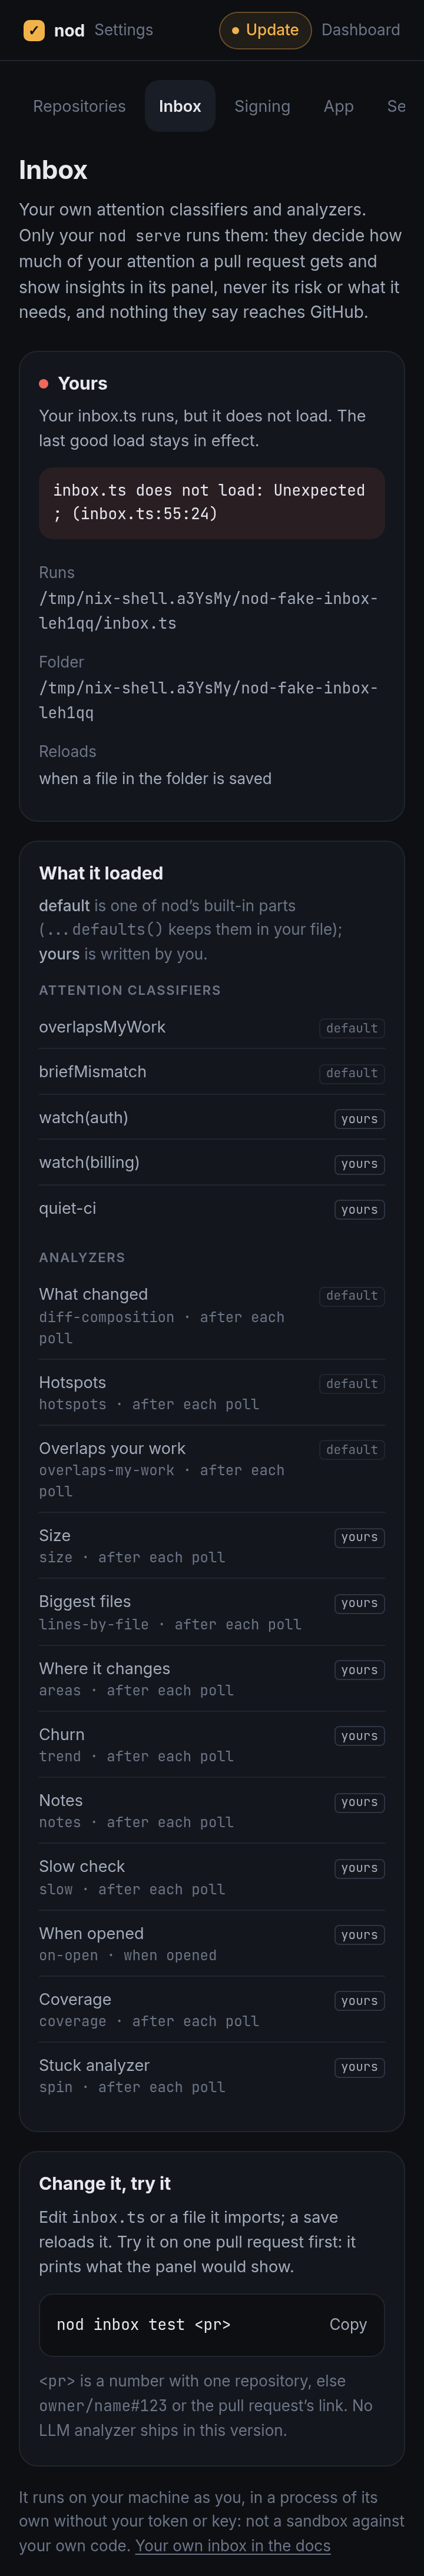 ✓ nod Settings Update Dashboard
Repositories Inbox Signing App Se
Inbox
Your own attention classifiers and analyzers.
Only your nod serve runs them: they decide how
much of your attention a pull request gets and
show insights in its panel, never its risk or what it
needs, and nothing they say reaches GitHub.
Yours
Your inbox.ts runs, but it does not load. The
last good load stays in effect.
inbox.ts does not load: Unexpected
; (inbox.ts:55:24)
Runs
/tmp/nix-shell.a3YsMy/nod-fake-inbox-
leh1qq/inbox.ts
Folder
/tmp/nix-shell.a3YsMy/nod-fake-inbox-
leh1qq
Reloads
when a file in the folder is saved
What it loaded
default is one of nod’s built-in parts
(...defaults() keeps them in your file);
yours is written by you.
ATTENTION CLASSIFIERS
overlapsMyWork default
briefMismatch default
watch(auth) yours
watch(billing) yours
quiet-ci yours
ANALYZERS
What changed default
diff-composition · after each
poll
Hotspots default
hotspots · after each poll
Overlaps your work default
overlaps-my-work · after each
poll
Size yours
size · after each poll
Biggest files yours
lines-by-file · after each poll
Where it changes yours
areas · after each poll
Churn yours
trend · after each poll
Notes yours
notes · after each poll
Slow check yours
slow · after each poll
When opened yours
on-open · when opened
Coverage yours
coverage · after each poll
Stuck analyzer yours
spin · after each poll
Change it, try it
Edit inbox.ts or a file it imports; a save
reloads it. Try it on one pull request first: it
prints what the panel would show.
nod inbox test <pr> Copy
<pr> is a number with one repository, else
owner/name#123 or the pull request’s link. No
LLM analyzer ships in this version.
It runs on your machine as you, in a process of its
own without your token or key: not a sandbox against
your own code. Your own inbox in the docs